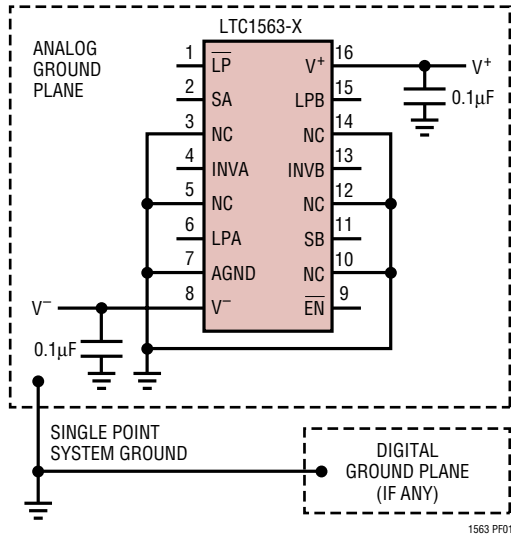 LTC1563-X
ANALOG
GROUND
PLANE
1
LP
2
SA
3
NC
4
INVA
5
NC
6
LPA
7
AGND
8
V–
16
V+
15
LPB
14
NC
13
INVB
12
NC
11
SB
10
NC
9
EN
V+
0.1µF
V–
0.1µF
SINGLE POINT
SYSTEM GROUND
DIGITAL
GROUND PLANE
(IF ANY)
1563 PF01